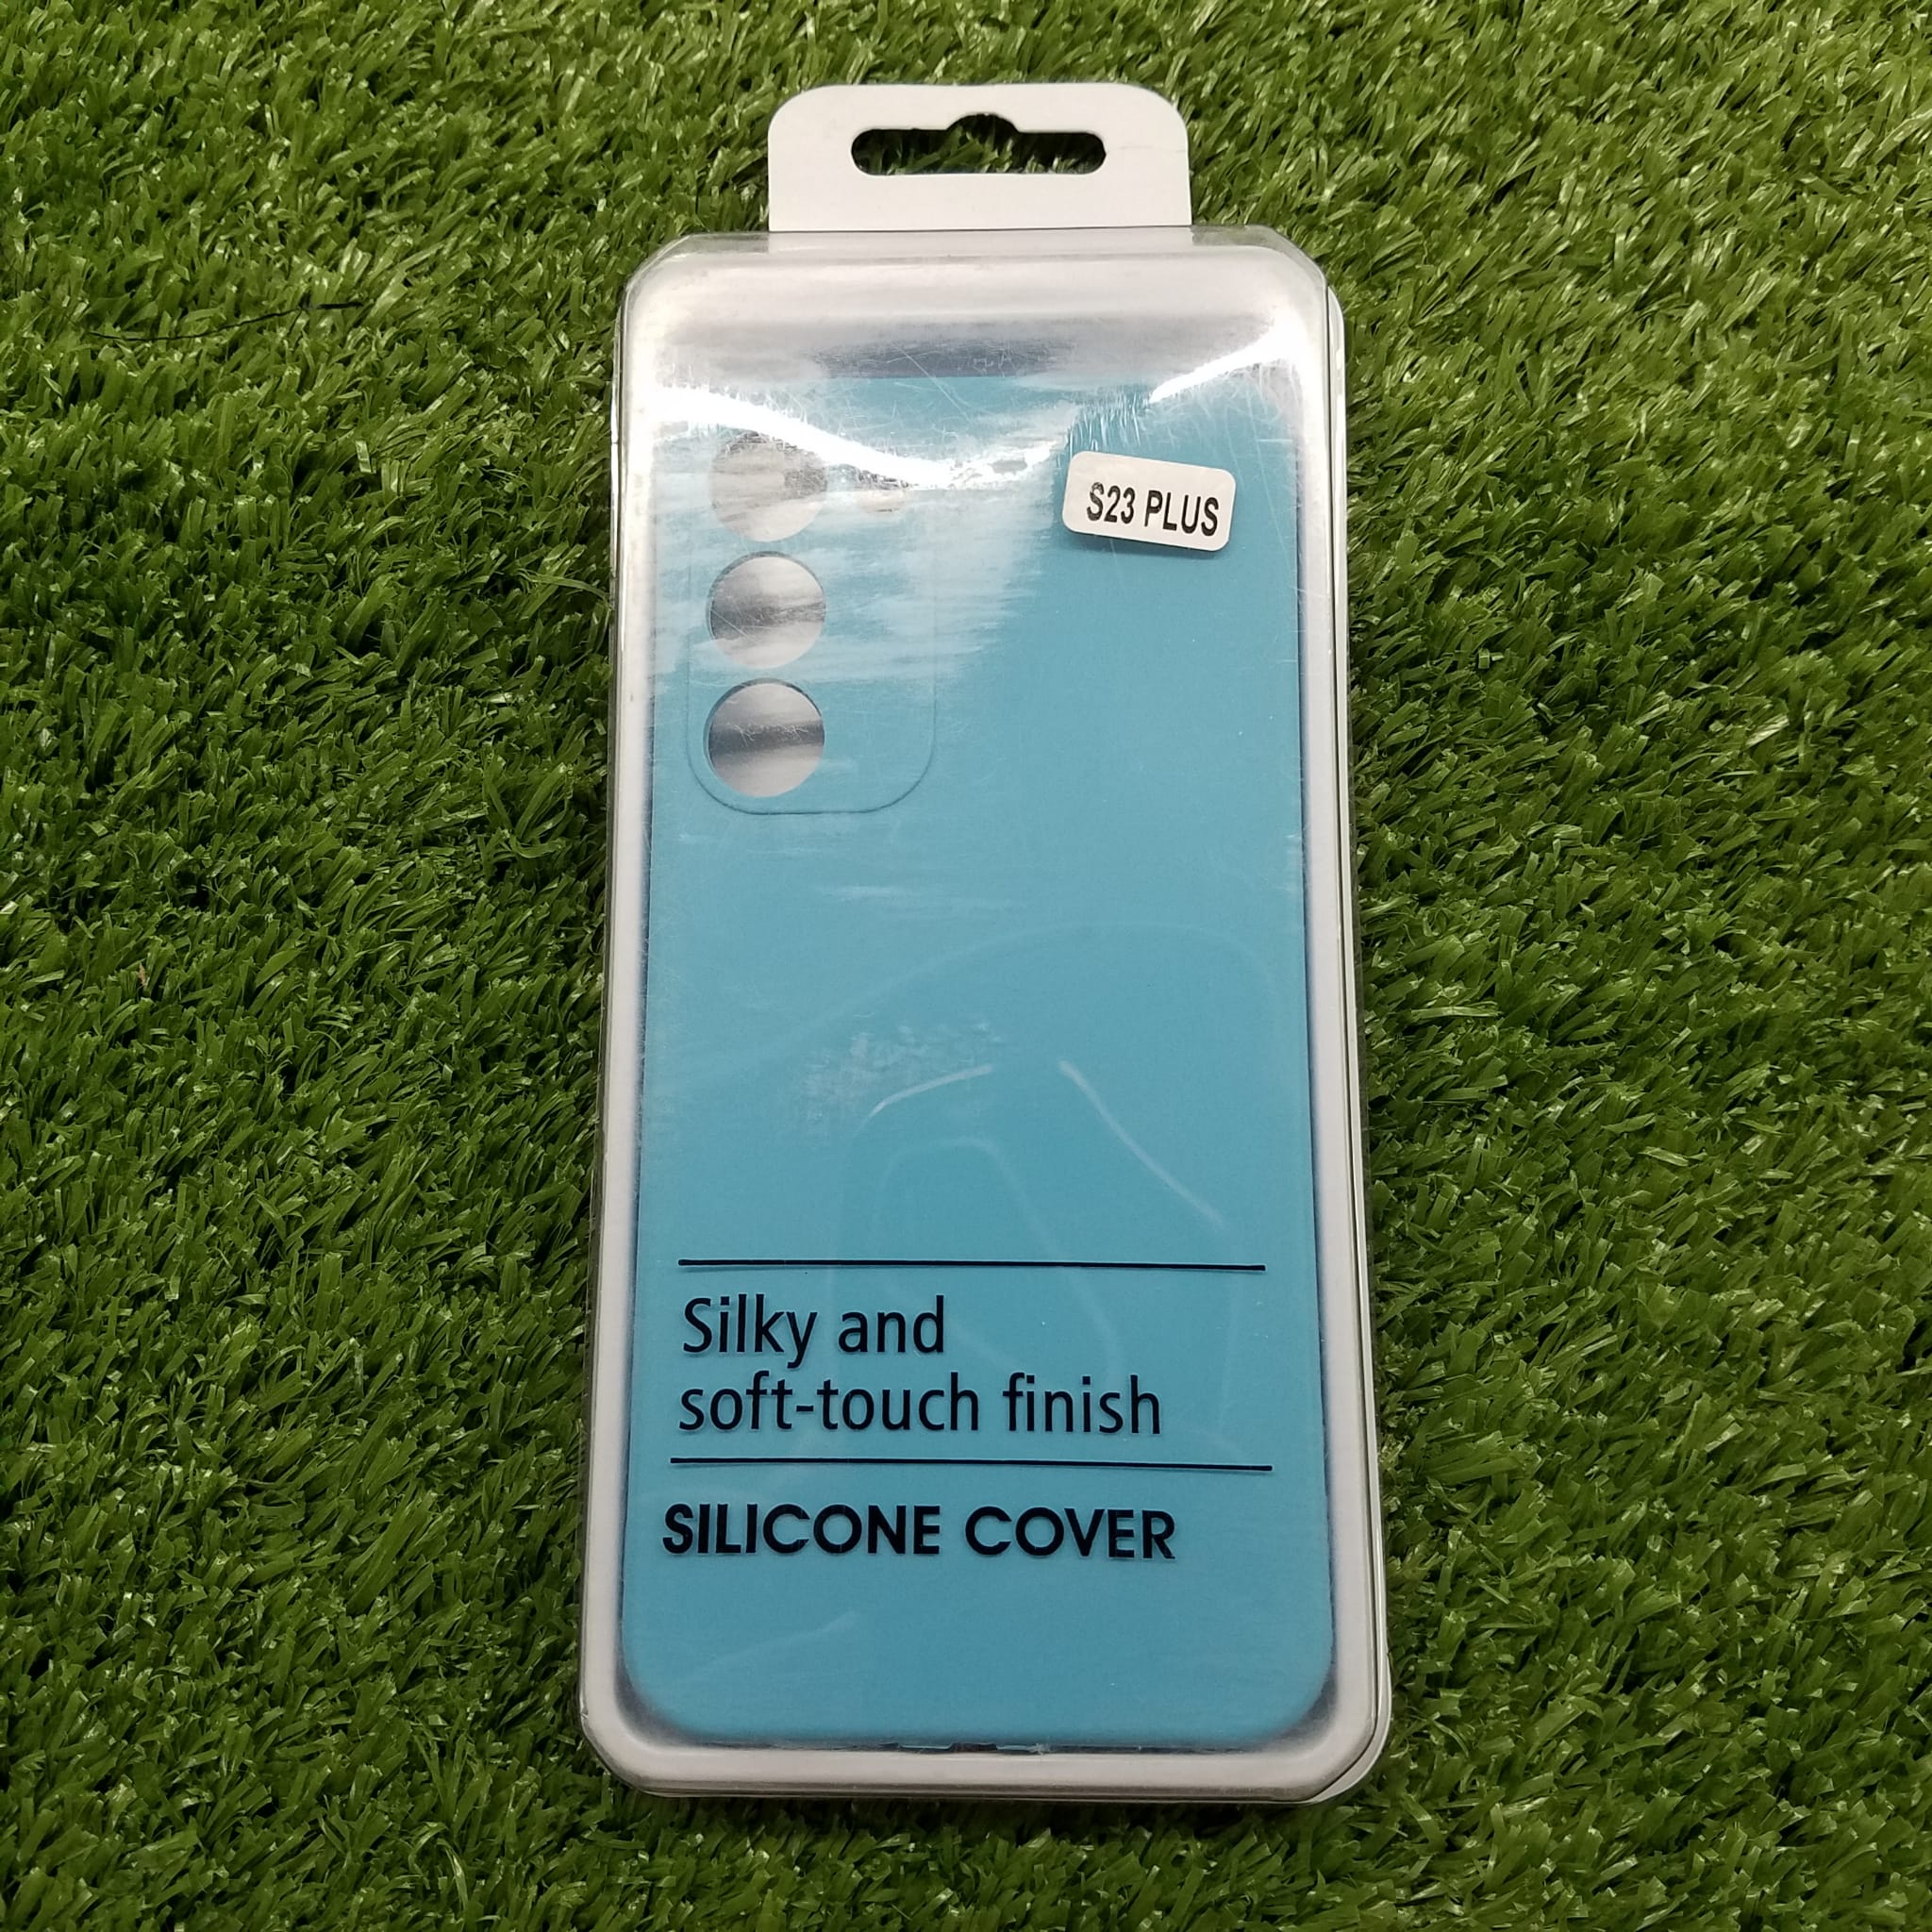 S23 PLUS
Silky and
soft-touch finish
SILICONE COVER